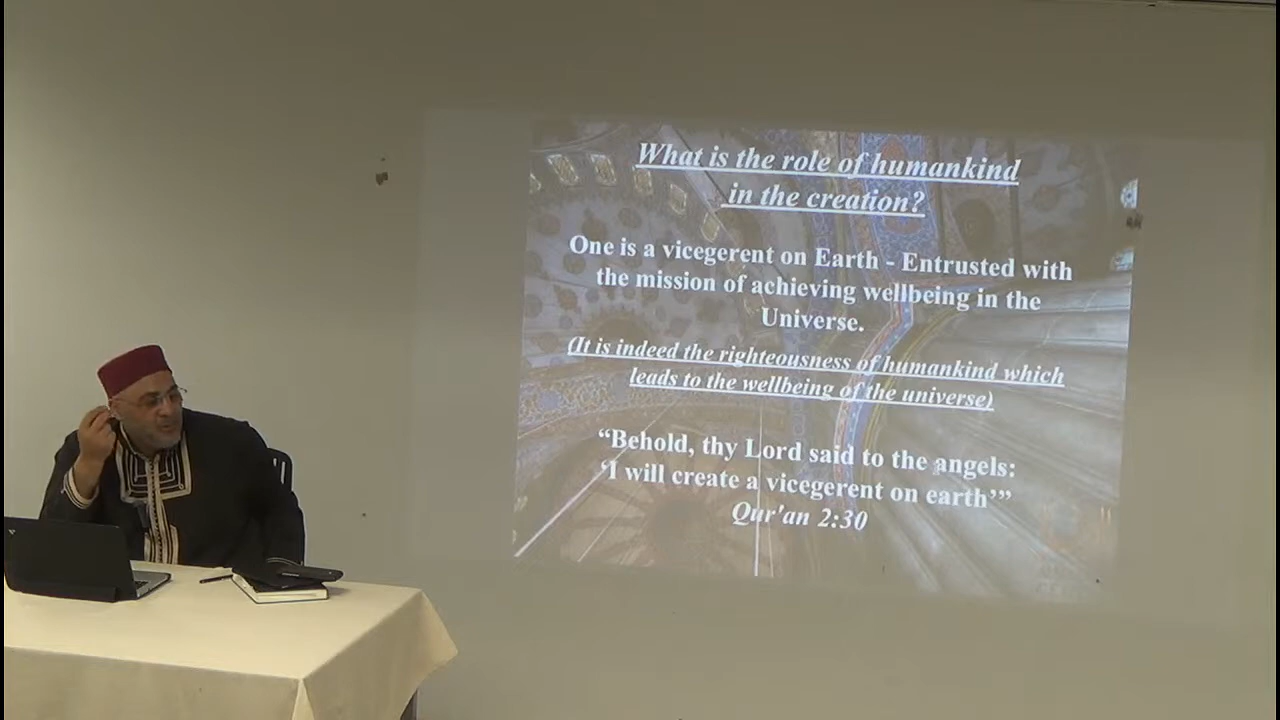 What is the role of humankind
in the creation?
One is a vicegerent on Earth - Entrusted with
the mission of achieving wellbeing in the
Universe.
(It is indeed the righteousness of humankind which
leads to the wellbeing of the universe)
“Behold, thy Lord said to the angels:
‘I will create a vicegerent on earth’”
Qur'an 2:30